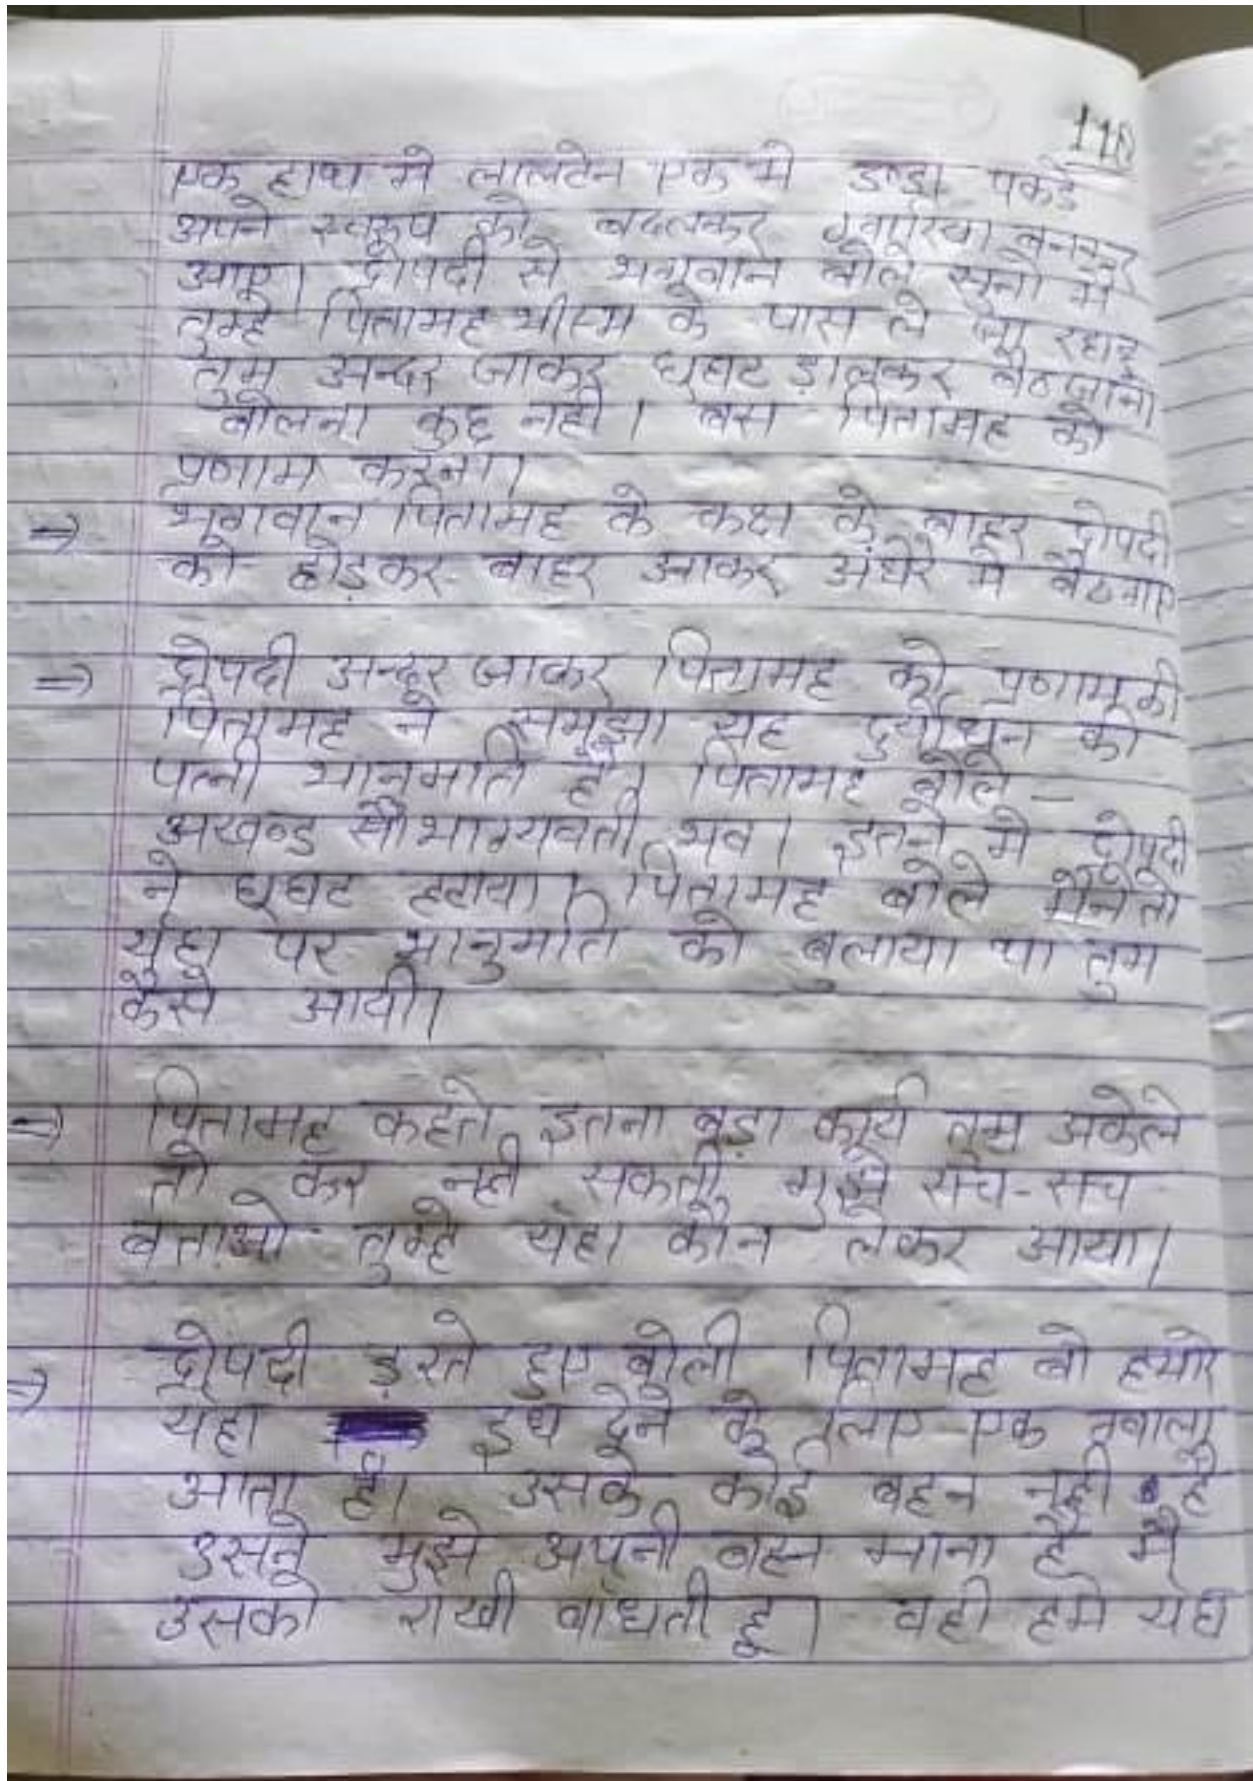 एक हाथ मे लालटेन एक मे डण्डा पकडे
अपने स्वरूप को बदलकर बनकर
आए। द्रोपदी से भगवान बोले सुनो मै
तुम्हे पितामह भीष्म के पास ले जा रहा हू
तुम अन्दर जाकर घूघट डालकर बैठजाना
बोलना कुछ नही। बस पितामह को
प्रणाम करना।
⇒ भगवान पितामह के कक्ष के बाहर द्रोपदी
को छोड़कर बाहर आकर अंधेरे मे बैठगए
⇒ द्रोपदी अन्दर जाकर पितामह को प्रणाम की
पितामह ने समझा यह दुर्योधन की
पत्नी भानुमति है। पितामह बोले -
अखण्ड सौभाग्यवती भव। इतने मे द्रोपदी
ने घूघट हटाया। पितामह बोले मैने तो
यहा पर भानुमति को बुलाया था तुम
कैसे आयी।
⇒ पितामह कहते इतना बड़ा कार्य तुम अकेले
तो कर नही सकती मुझे सच-सच
बताओ तुम्हे यहा कौन लेकर आया।
⇒ द्रोपदी ड़रते हुए बोली पितामह वो हमारे
यहा दूध देने के लिए एक ग्वाला
आता है। उसके कोई बहन नही है
उसने मुझे अपनी बहन माना है मै
उसको राखी बांधती हू। वही हमे यहा